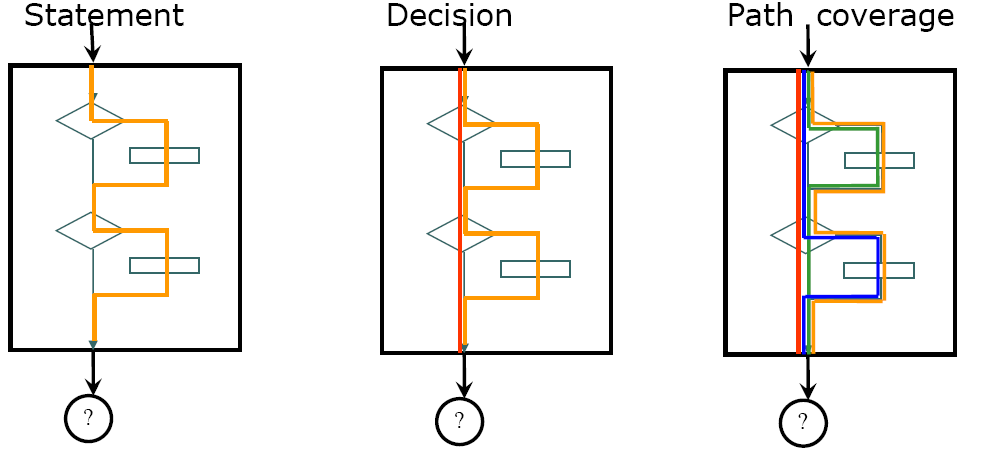 Statement
Decision
Path coverage
?
?
?